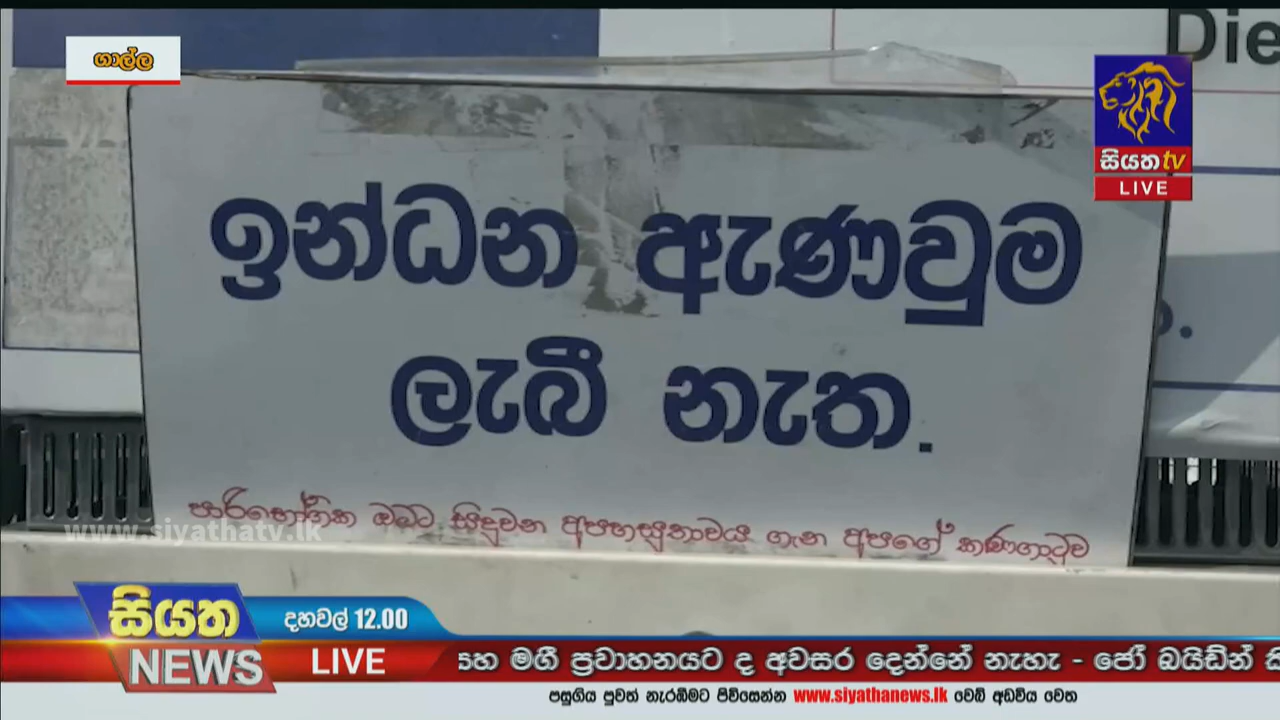 ගාල්ල
Die
සියත tv
LIVE
ඉන්ධන ඇණවුම
ලැබී නැත.
පාරිභෝගික ඔබට සිදුවන අපහසුතාවය ගැන අපගේ කණගාටුව
www.siyathatv.lk
සියත
NEWS
දහවල් 12.00
LIVE
සහ මගී ප්‍රවාහනයට ද අවසර දෙන්නේ නැහැ - ජෝ බයිඩ්න්
පසුගිය පුවත් නැරඹීමට පිවිසෙන්න www.siyathanews.lk වෙබ් අඩවිය වෙත